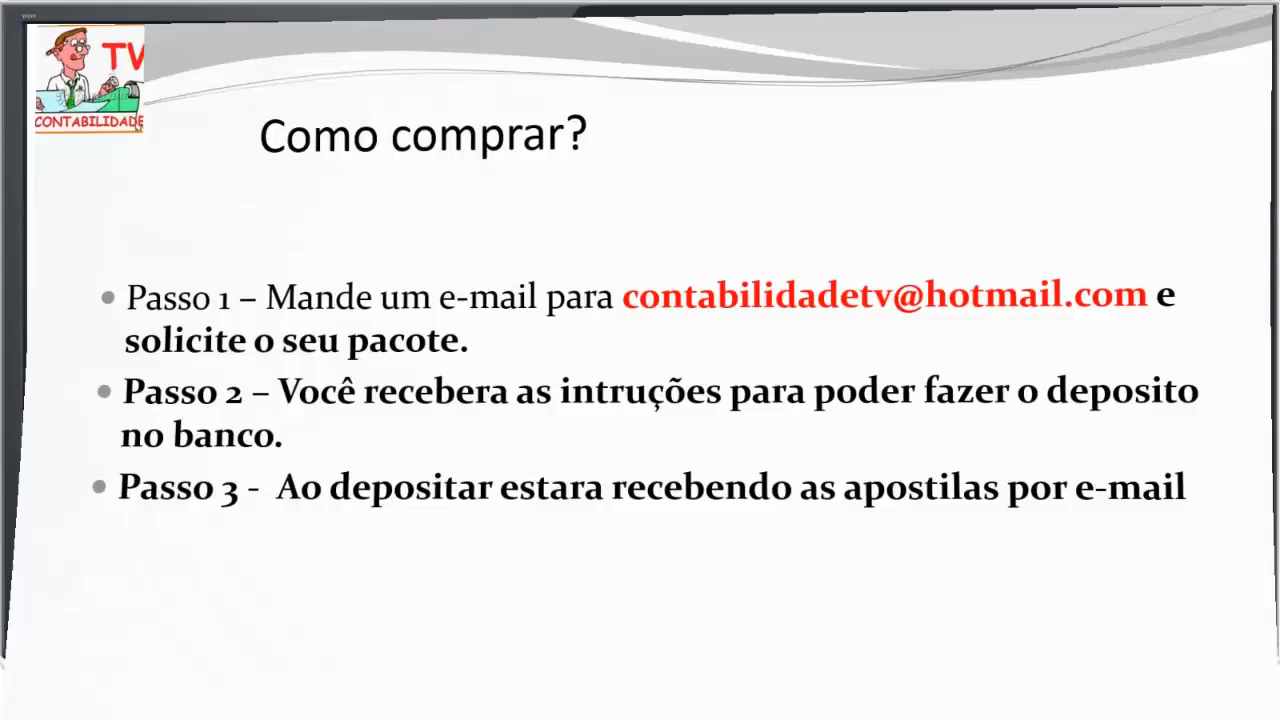 TV
CONTABILIDADE
Como comprar?
Passo 1 – Mande um e-mail para contabilidadetv@hotmail.com e
solicite o seu pacote.
Passo 2 – Você recebera as intruções para poder fazer o deposito
no banco.
Passo 3 - Ao depositar estara recebendo as apostilas por e-mail